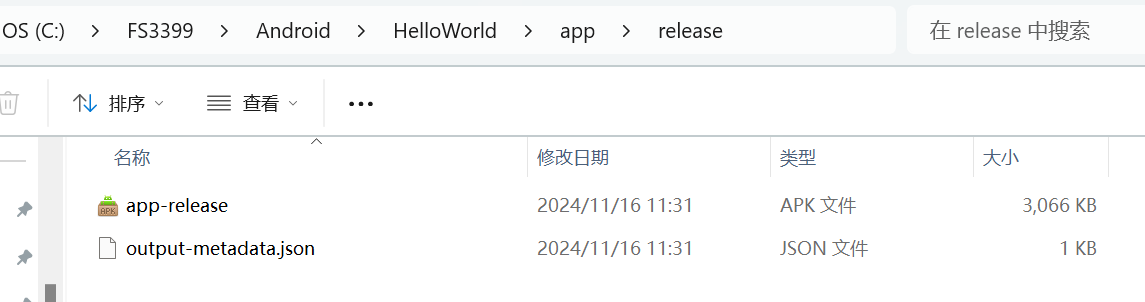 OS (C:) > FS3399 > Android > HelloWorld > app > release 在 release 中搜索
排序 查看 •••
名称 修改日期 类型 大小
APK app-release 2024/11/16 11:31 APK 文件 3,066 KB
output-metadata.json 2024/11/16 11:31 JSON 文件 1 KB